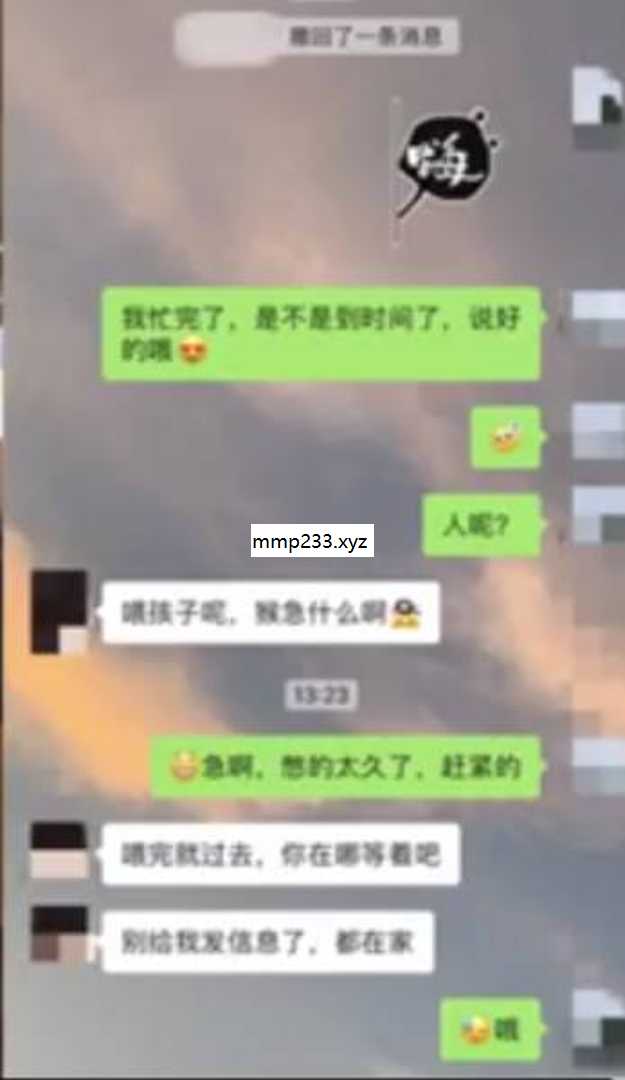 撤回了一条消息
嗨
我忙完了，是不是到时间了，说好
的哦
人呢？
mmp233.xyz
喂孩子呢，猴急什么啊
13:23
急啊，憋的太久了，赶紧的
喂完就过去，你在哪等着吧
别给我发信息了，都在家
哦